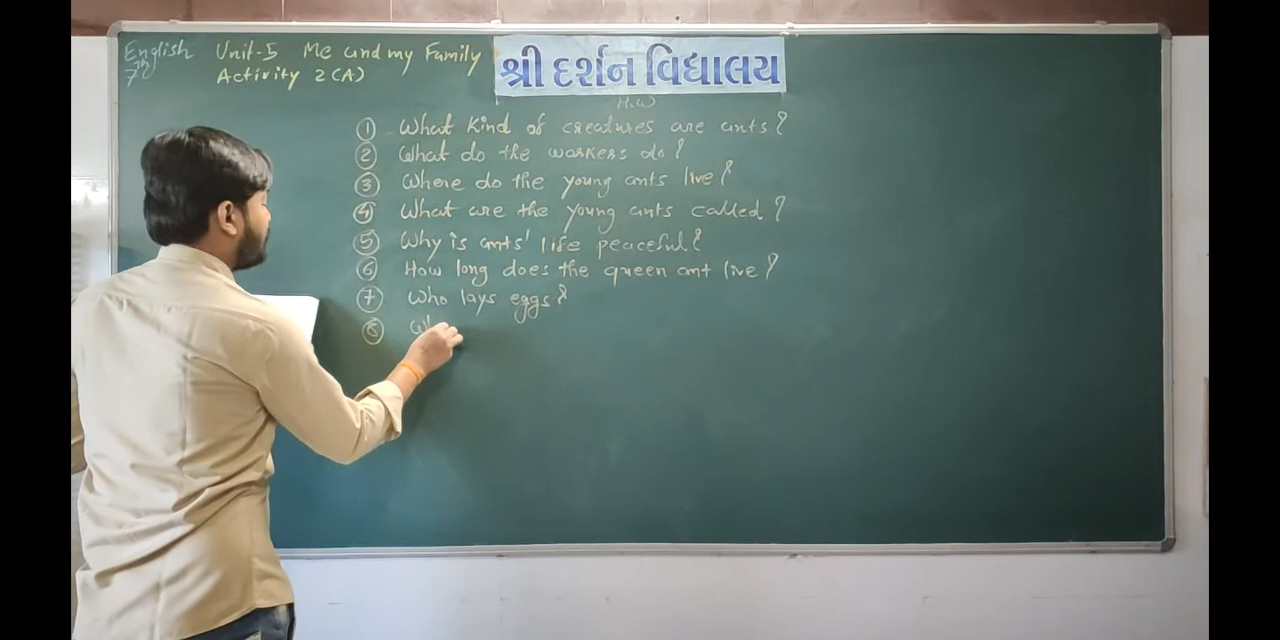 English Unit-5 Me and my Family
7th Activity 2(A)
શ્રી દર્શન વિદ્યાલય
H.W
① What kind of creatures are ants?
② What do the workers do?
③ Where do the young ants live?
④ What are the young ants called?
⑤ Why is ants' life peaceful?
⑥ How long does the queen ant live?
⑦ Who lays eggs?
⑧ Wh